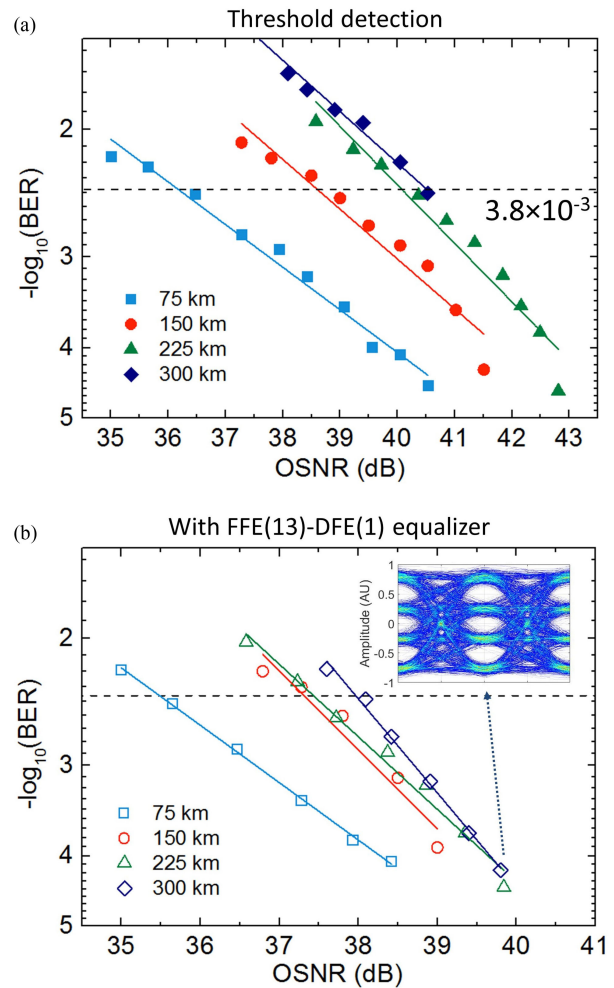 (a)
Threshold detection
2
3
4
5
-log10(BER)
3.8×10⁻³
75 km
150 km
225 km
300 km
35 36 37 38 39 40 41 42 43
OSNR (dB)
(b)
With FFE(13)-DFE(1) equalizer
1
0.5
0
-0.5
-1
Amplitude (AU)
2
3
4
5
-log10(BER)
75 km
150 km
225 km
300 km
35 36 37 38 39 40 41
OSNR (dB)